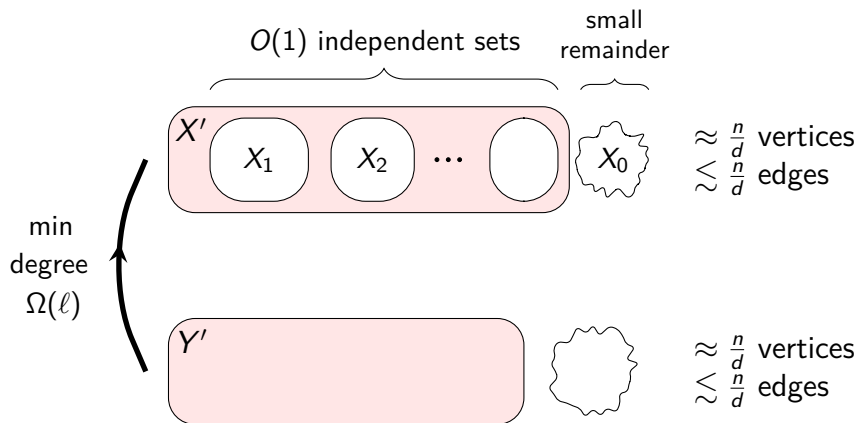 O(1) independent sets
small
remainder
X′
X₁
X₂
...
X₀
≈ n/d vertices
≲ n/d edges
min
degree
Ω(ℓ)
Y′
≈ n/d vertices
≲ n/d edges